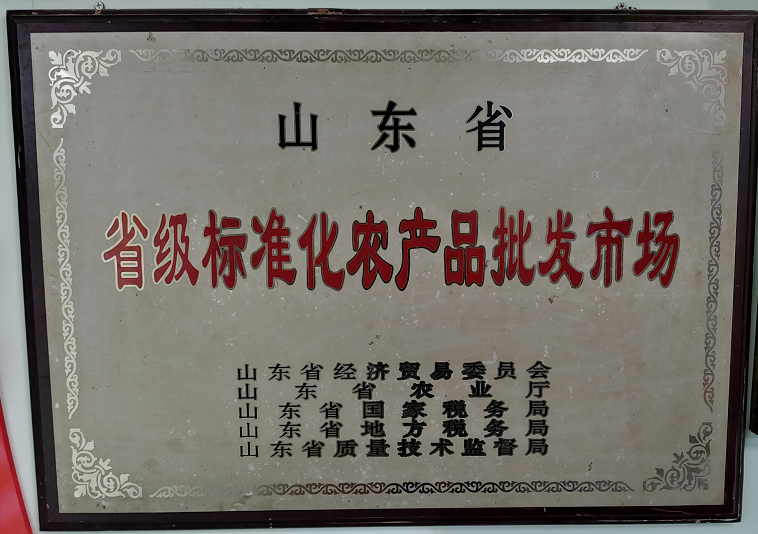 山东省
省级标准化农产品批发市场
山东省经济贸易委员会
山东省农业厅
山东省国家税务局
山东省地方税务局
山东省质量技术监督局